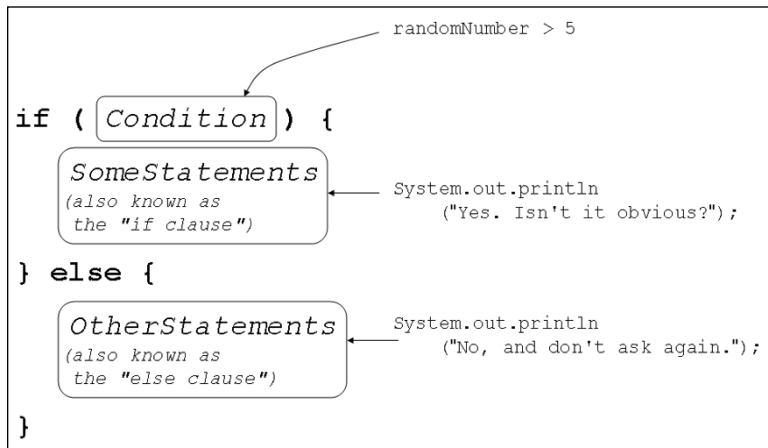 randomNumber > 5
if ( Condition ) {
SomeStatements
(also known as
the "if clause")
System.out.println
("Yes. Isn't it obvious?");
} else {
OtherStatements
(also known as
the "else clause")
System.out.println
("No, and don't ask again.");
}